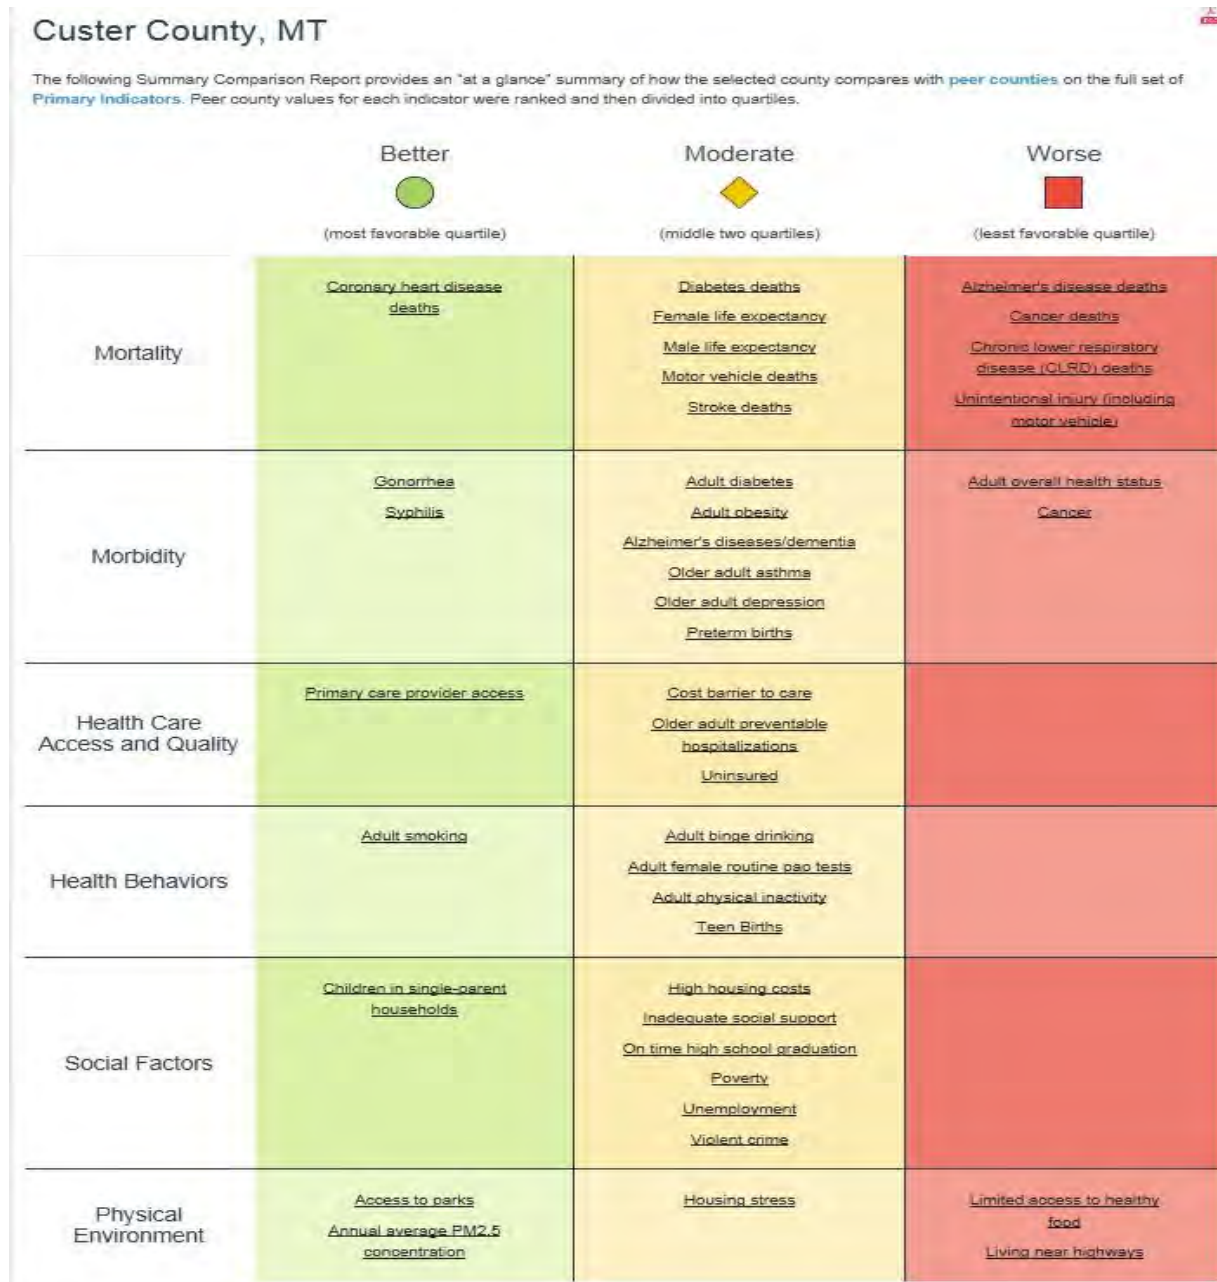 Custer County, MT
The following Summary Comparison Report provides an "at a glance" summary of how the selected county compares with peer counties on the full set of
Primary Indicators. Peer county values for each indicator were ranked and then divided into quartiles.
Better
Moderate
Worse
(most favorable quartile)
(middle two quartiles)
(least favorable quartile)
Mortality
Coronary heart disease
deaths
Diabetes deaths
Female life expectancy
Male life expectancy
Motor vehicle deaths
Stroke deaths
Alzheimer's disease deaths
Cancer deaths
Chronic lower respiratory
disease (CLRD) deaths
Unintentional injury (including
motor vehicle)
Morbidity
Gonorrhea
Syphilis
Adult diabetes
Adult obesity
Alzheimer's diseases/dementia
Older adult asthma
Older adult depression
Preterm births
Adult overall health status
Cancer
Health Care
Access and Quality
Primary care provider access
Cost barrier to care
Older adult preventable
hospitalizations
Uninsured
Health Behaviors
Adult smoking
Adult binge drinking
Adult female routine pap tests
Adult physical inactivity
Teen Births
Social Factors
Children in single-parent
households
High housing costs
Inadequate social support
On time high school graduation
Poverty
Unemployment
Violent crime
Physical
Environment
Access to parks
Annual average PM2.5
concentration
Housing stress
Limited access to healthy
food
Living near highways